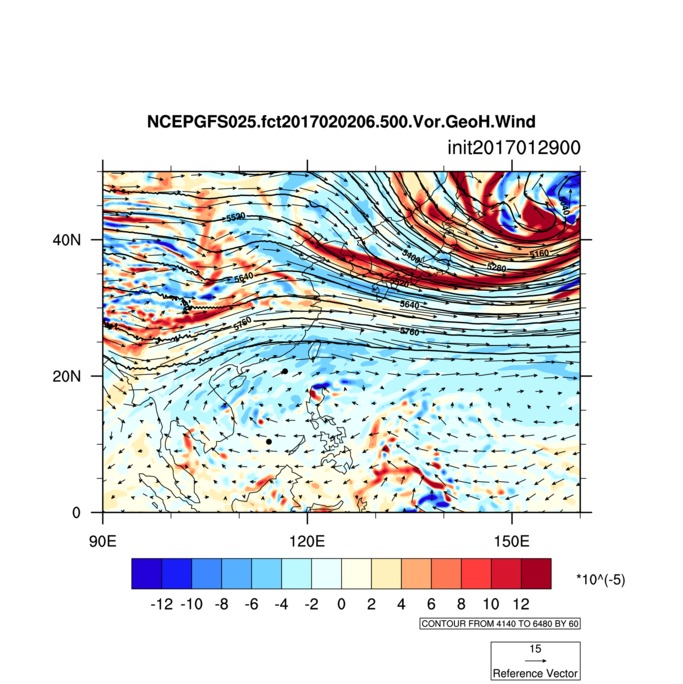 NCEPGFS025.fct2017020206.500.Vor.GeoH.Wind
init2017012900
5520
5640
5760
5400
5280
5160
5640
5760
40N
20N
0
90E
120E
150E
-12 -10 -8 -6 -4 -2 0 2 4 6 8 10 12
*10^(-5)
CONTOUR FROM 4140 TO 6480 BY 60
15
Reference Vector